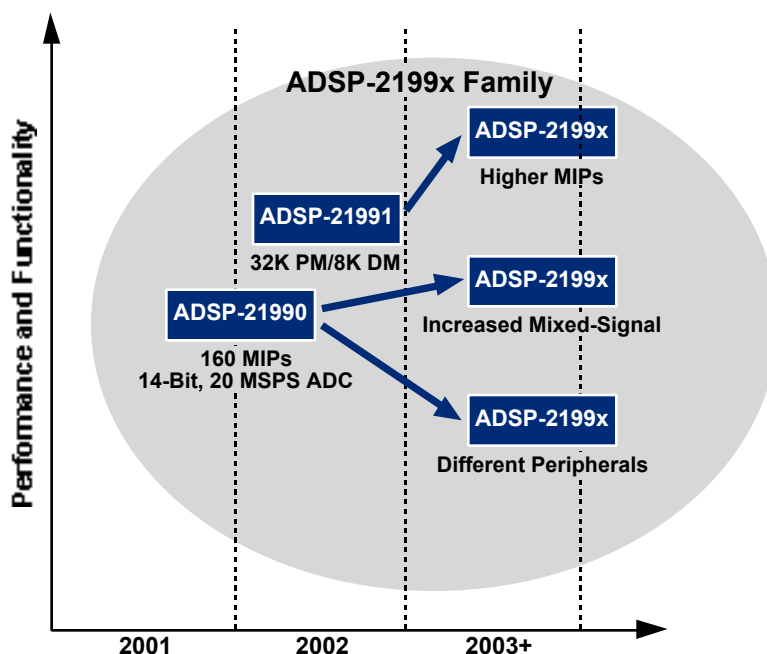 ADSP-2199x Family
ADSP-2199x
Higher MIPs
ADSP-21991
32K PM/8K DM
ADSP-2199x
Increased Mixed-Signal
ADSP-21990
160 MIPs
14-Bit, 20 MSPS ADC
ADSP-2199x
Different Peripherals
Performance and Functionality
2001
2002
2003+